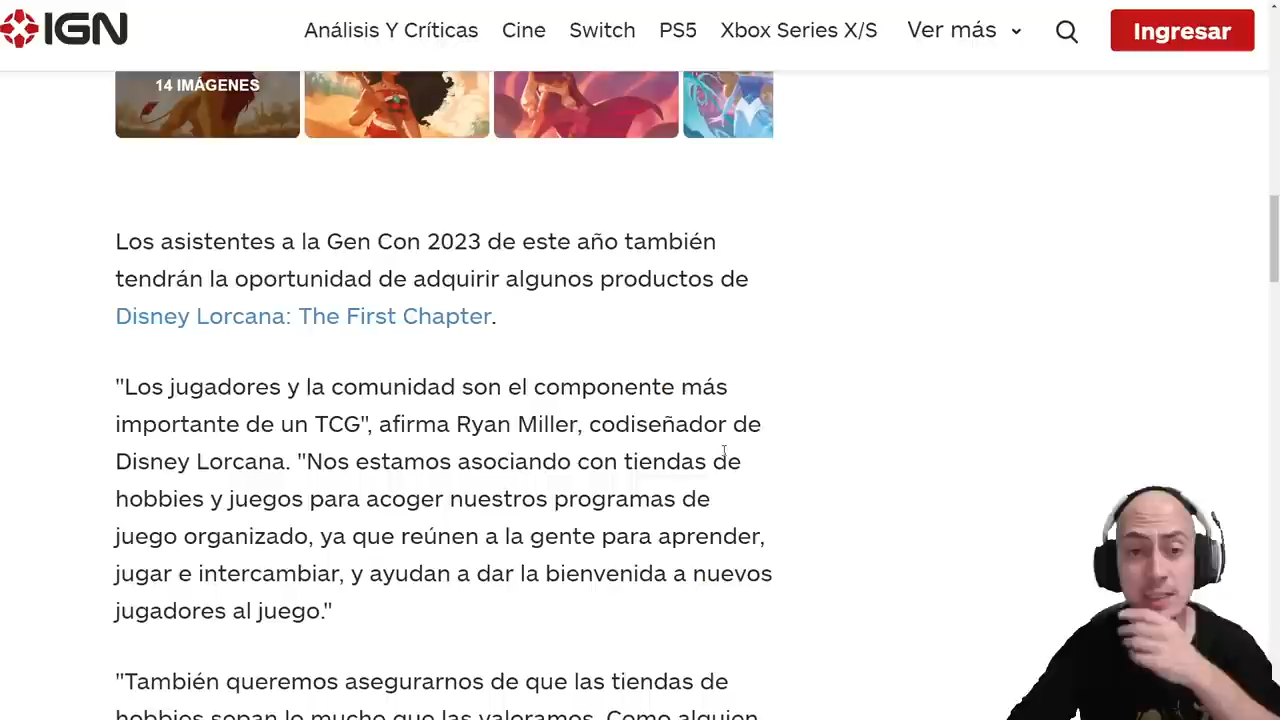 IGN
Análisis Y Críticas Cine Switch PS5 Xbox Series X/S Ver más Ingresar
14 IMÁGENES
Los asistentes a la Gen Con 2023 de este año también
tendrán la oportunidad de adquirir algunos productos de
Disney Lorcana: The First Chapter.
"Los jugadores y la comunidad son el componente más
importante de un TCG", afirma Ryan Miller, codiseñador de
Disney Lorcana. "Nos estamos asociando con tiendas de
hobbies y juegos para acoger nuestros programas de
juego organizado, ya que reúnen a la gente para aprender,
jugar e intercambiar, y ayudan a dar la bienvenida a nuevos
jugadores al juego."
"También queremos asegurarnos de que las tiendas de
hobbies sepan lo mucho que las valoramos. Como alguien